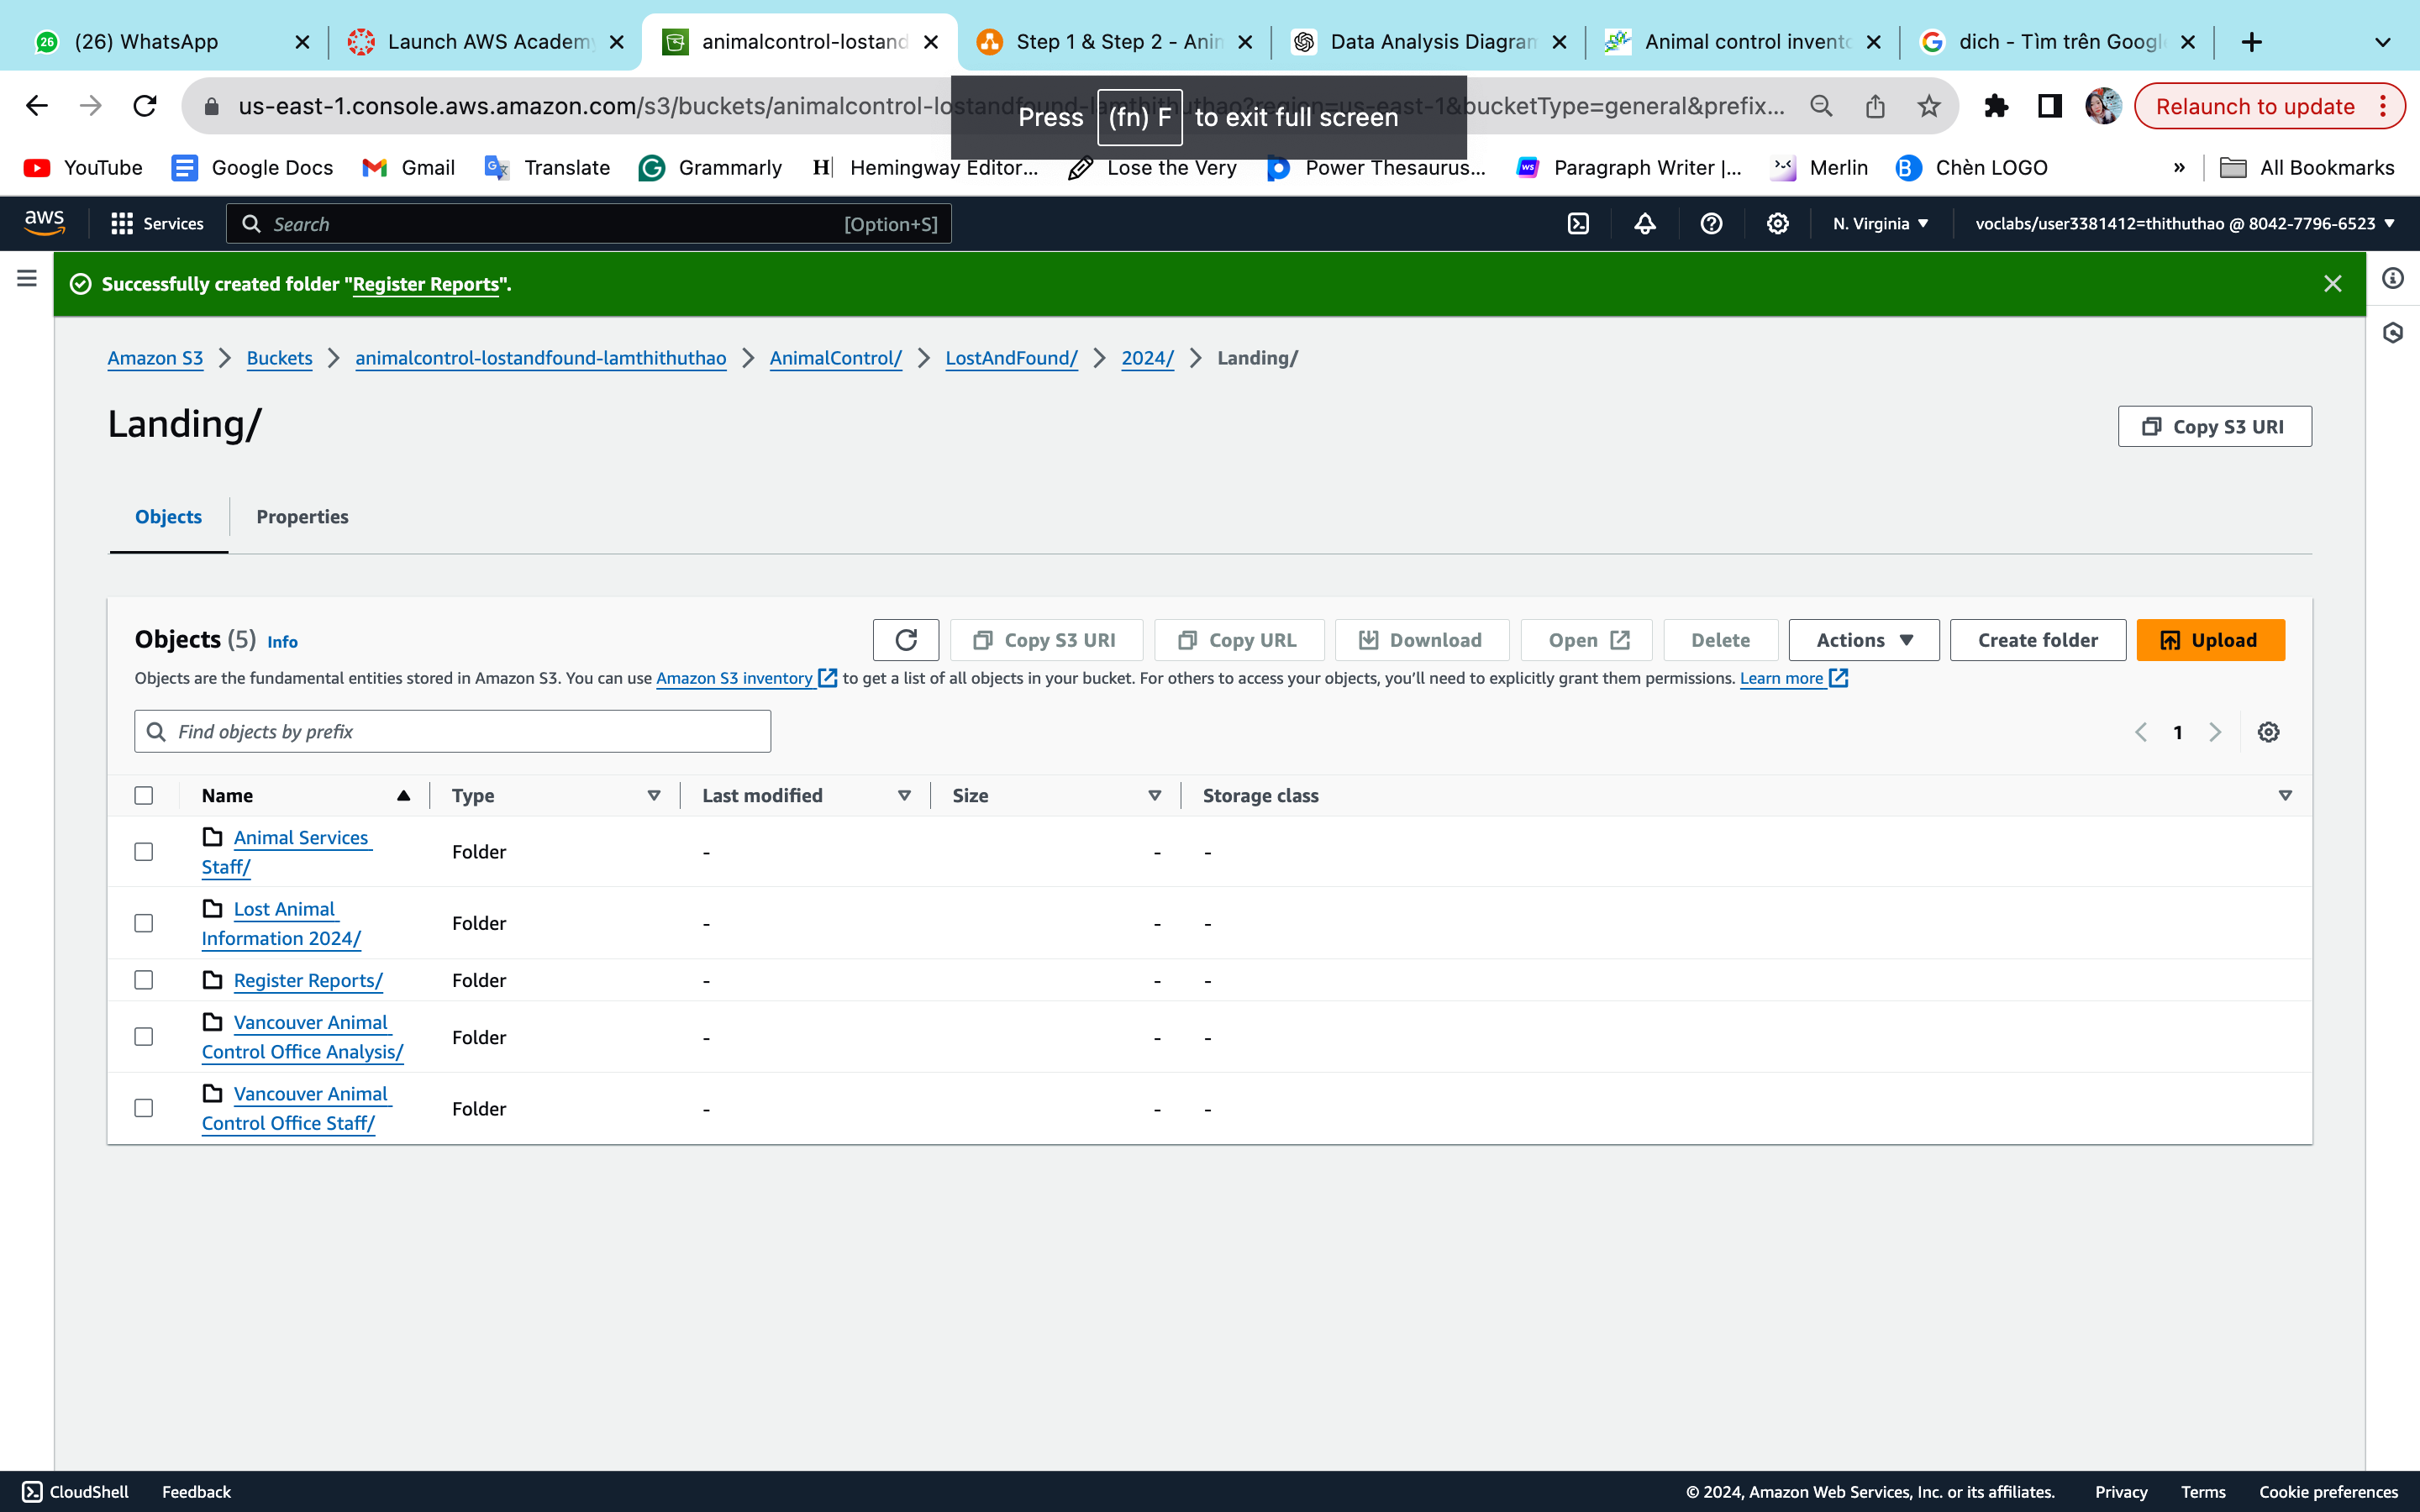 26 (26) WhatsApp
Launch AWS Academy
animalcontrol-lostand
Step 1 & Step 2 - Anim
Data Analysis Diagram
Animal control invento
dich - Tìm trên Googl
us-east-1.console.aws.amazon.com/s3/buckets/animalcontrol-lostandfound-lamthithuthao?region=us-east-1&bucketType=general&prefix...
Relaunch to update
Press (fn) F to exit full screen
YouTube Google Docs Gmail Translate Grammarly Hemingway Editor... Lose the Very Power Thesaurus... Paragraph Writer |... Merlin Chèn LOGO » All Bookmarks
aws Services Search [Option+S] N. Virginia voclabs/user3381412=thithuthao @ 8042-7796-6523
Successfully created folder "Register Reports".
Amazon S3 > Buckets > animalcontrol-lostandfound-lamthithuthao > AnimalControl/ > LostAndFound/ > 2024/ > Landing/
Landing/
Copy S3 URI
Objects Properties
Objects (5) Info
Copy S3 URI Copy URL Download Open Delete Actions Create folder Upload
Objects are the fundamental entities stored in Amazon S3. You can use Amazon S3 inventory to get a list of all objects in your bucket. For others to access your objects, you’ll need to explicitly grant them permissions. Learn more
Find objects by prefix
1
Name Type Last modified Size Storage class
Animal Services
Staff/
Folder - - -
Lost Animal
Information 2024/
Folder - - -
Register Reports/ Folder - - -
Vancouver Animal
Control Office Analysis/
Folder - - -
Vancouver Animal
Control Office Staff/
Folder - - -
CloudShell Feedback © 2024, Amazon Web Services, Inc. or its affiliates. Privacy Terms Cookie preferences